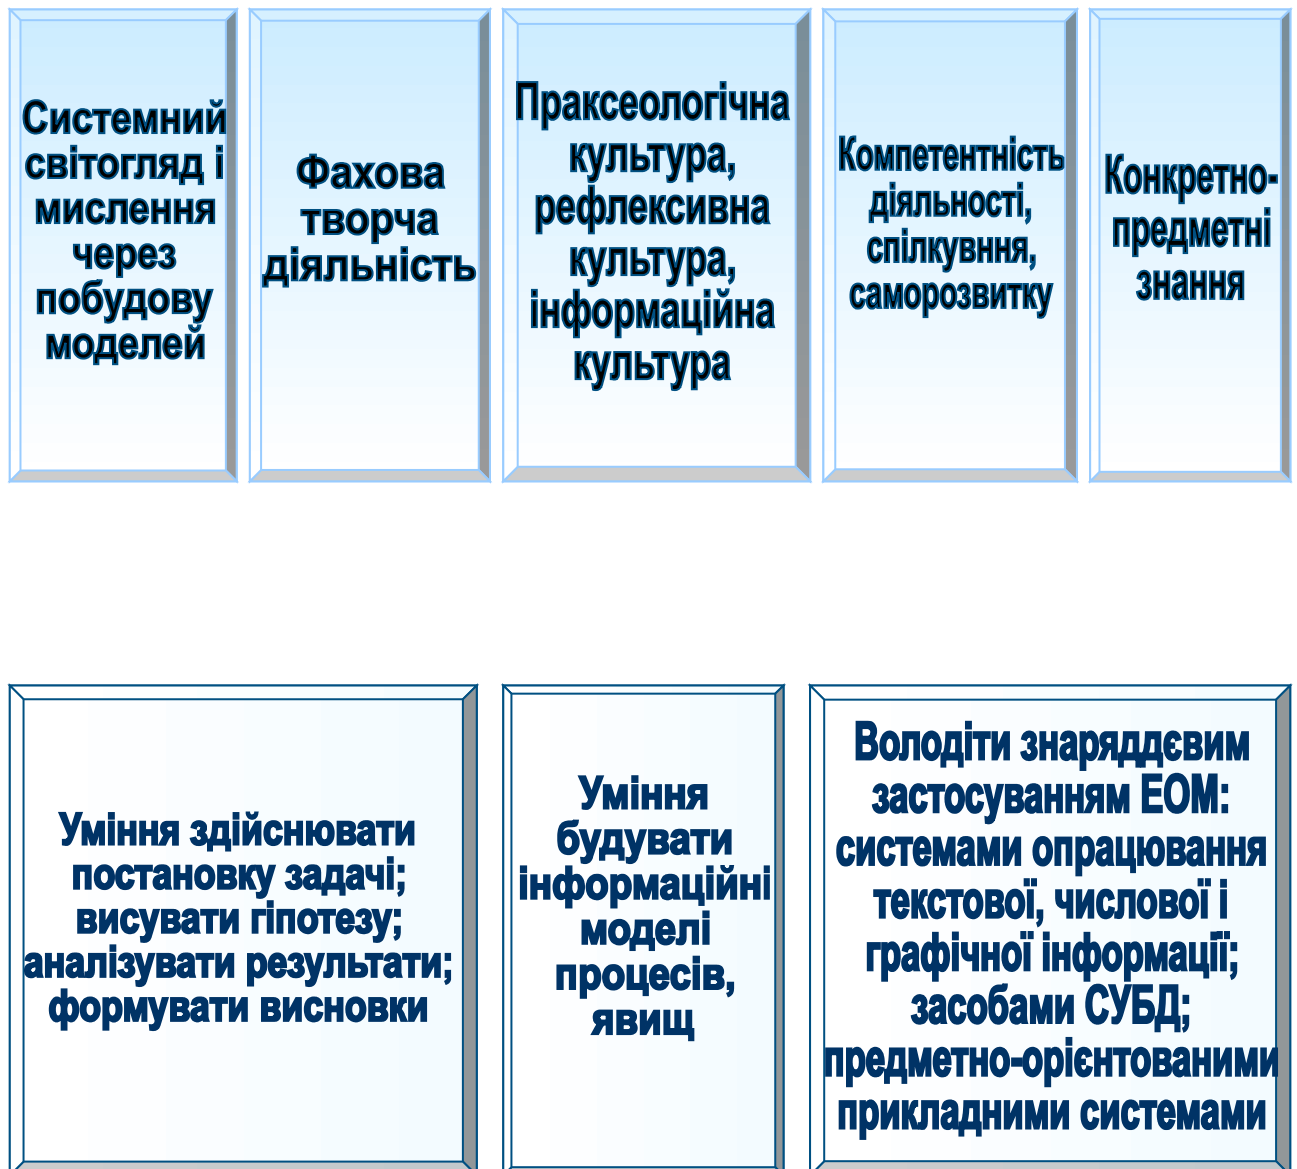 Системний
світогляд і
мислення
через
побудову
моделей
Фахова
творча
діяльність
Праксеологічна
культура,
рефлексивна
культура,
інформаційна
культура
Компетентність
діяльності,
спілкувння,
саморозвитку
Конкретно-
предметні
знання
Уміння здійснювати
постановку задачі;
висувати гіпотезу;
аналізувати результати;
формувати висновки
Уміння
будувати
інформаційні
моделі
процесів,
явищ
Володіти знаряддєвим
застосуванням ЕОМ:
системами опрацювання
текстової, числової і
графічної інформації;
засобами СУБД;
предметно-орієнтованими
прикладними системами